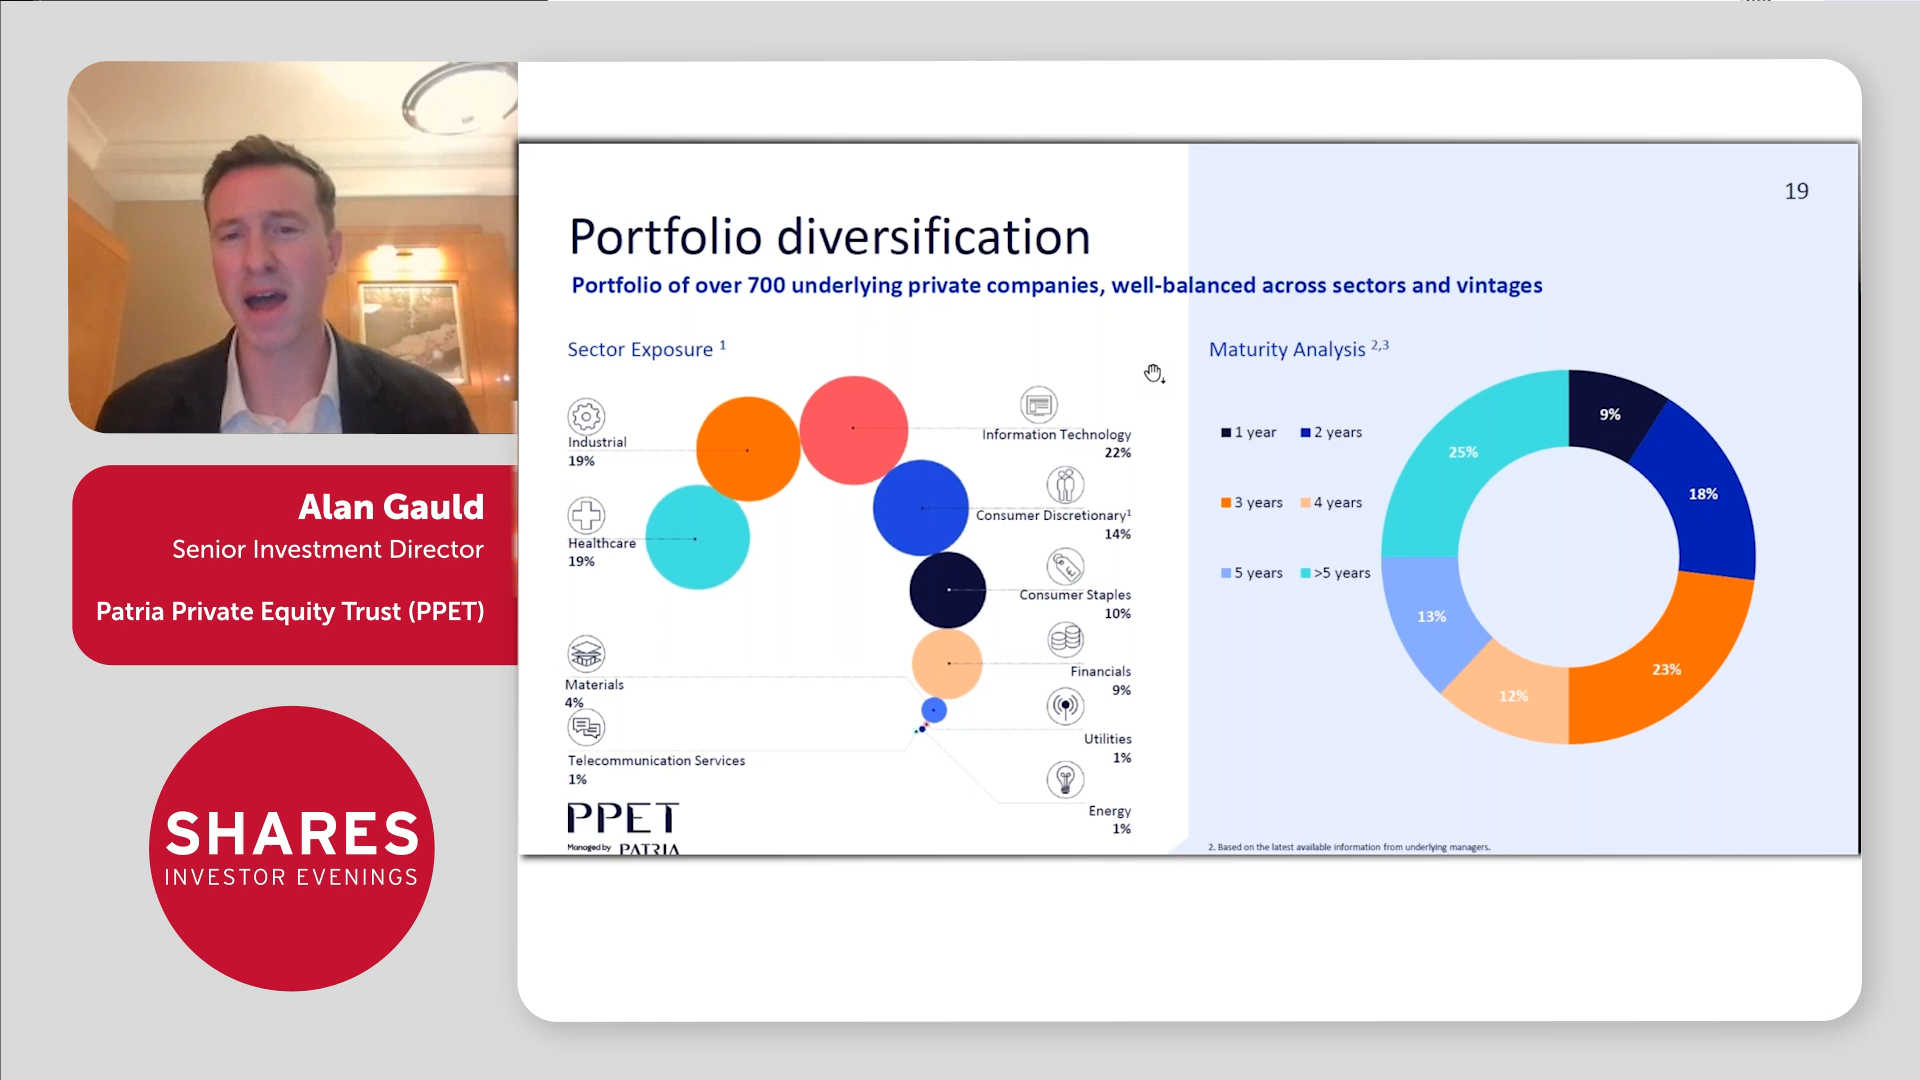 Alan Gauld
Senior Investment Director
Patria Private Equity Trust (PPET)
SHARES
INVESTOR EVENINGS
19
Portfolio diversification
Portfolio of over 700 underlying private companies, well-balanced across sectors and vintages
Sector Exposure 1
Industrial
19%
Healthcare
19%
Materials
4%
Telecommunication Services
1%
Information Technology
22%
Consumer Discretionary1
14%
Consumer Staples
10%
Financials
9%
Utilities
1%
Energy
1%
PPET
Managed by PATRIA
Maturity Analysis 2,3
1 year 2 years
3 years 4 years
5 years >5 years
9%
18%
23%
12%
13%
25%
2. Based on the latest available information from underlying managers.